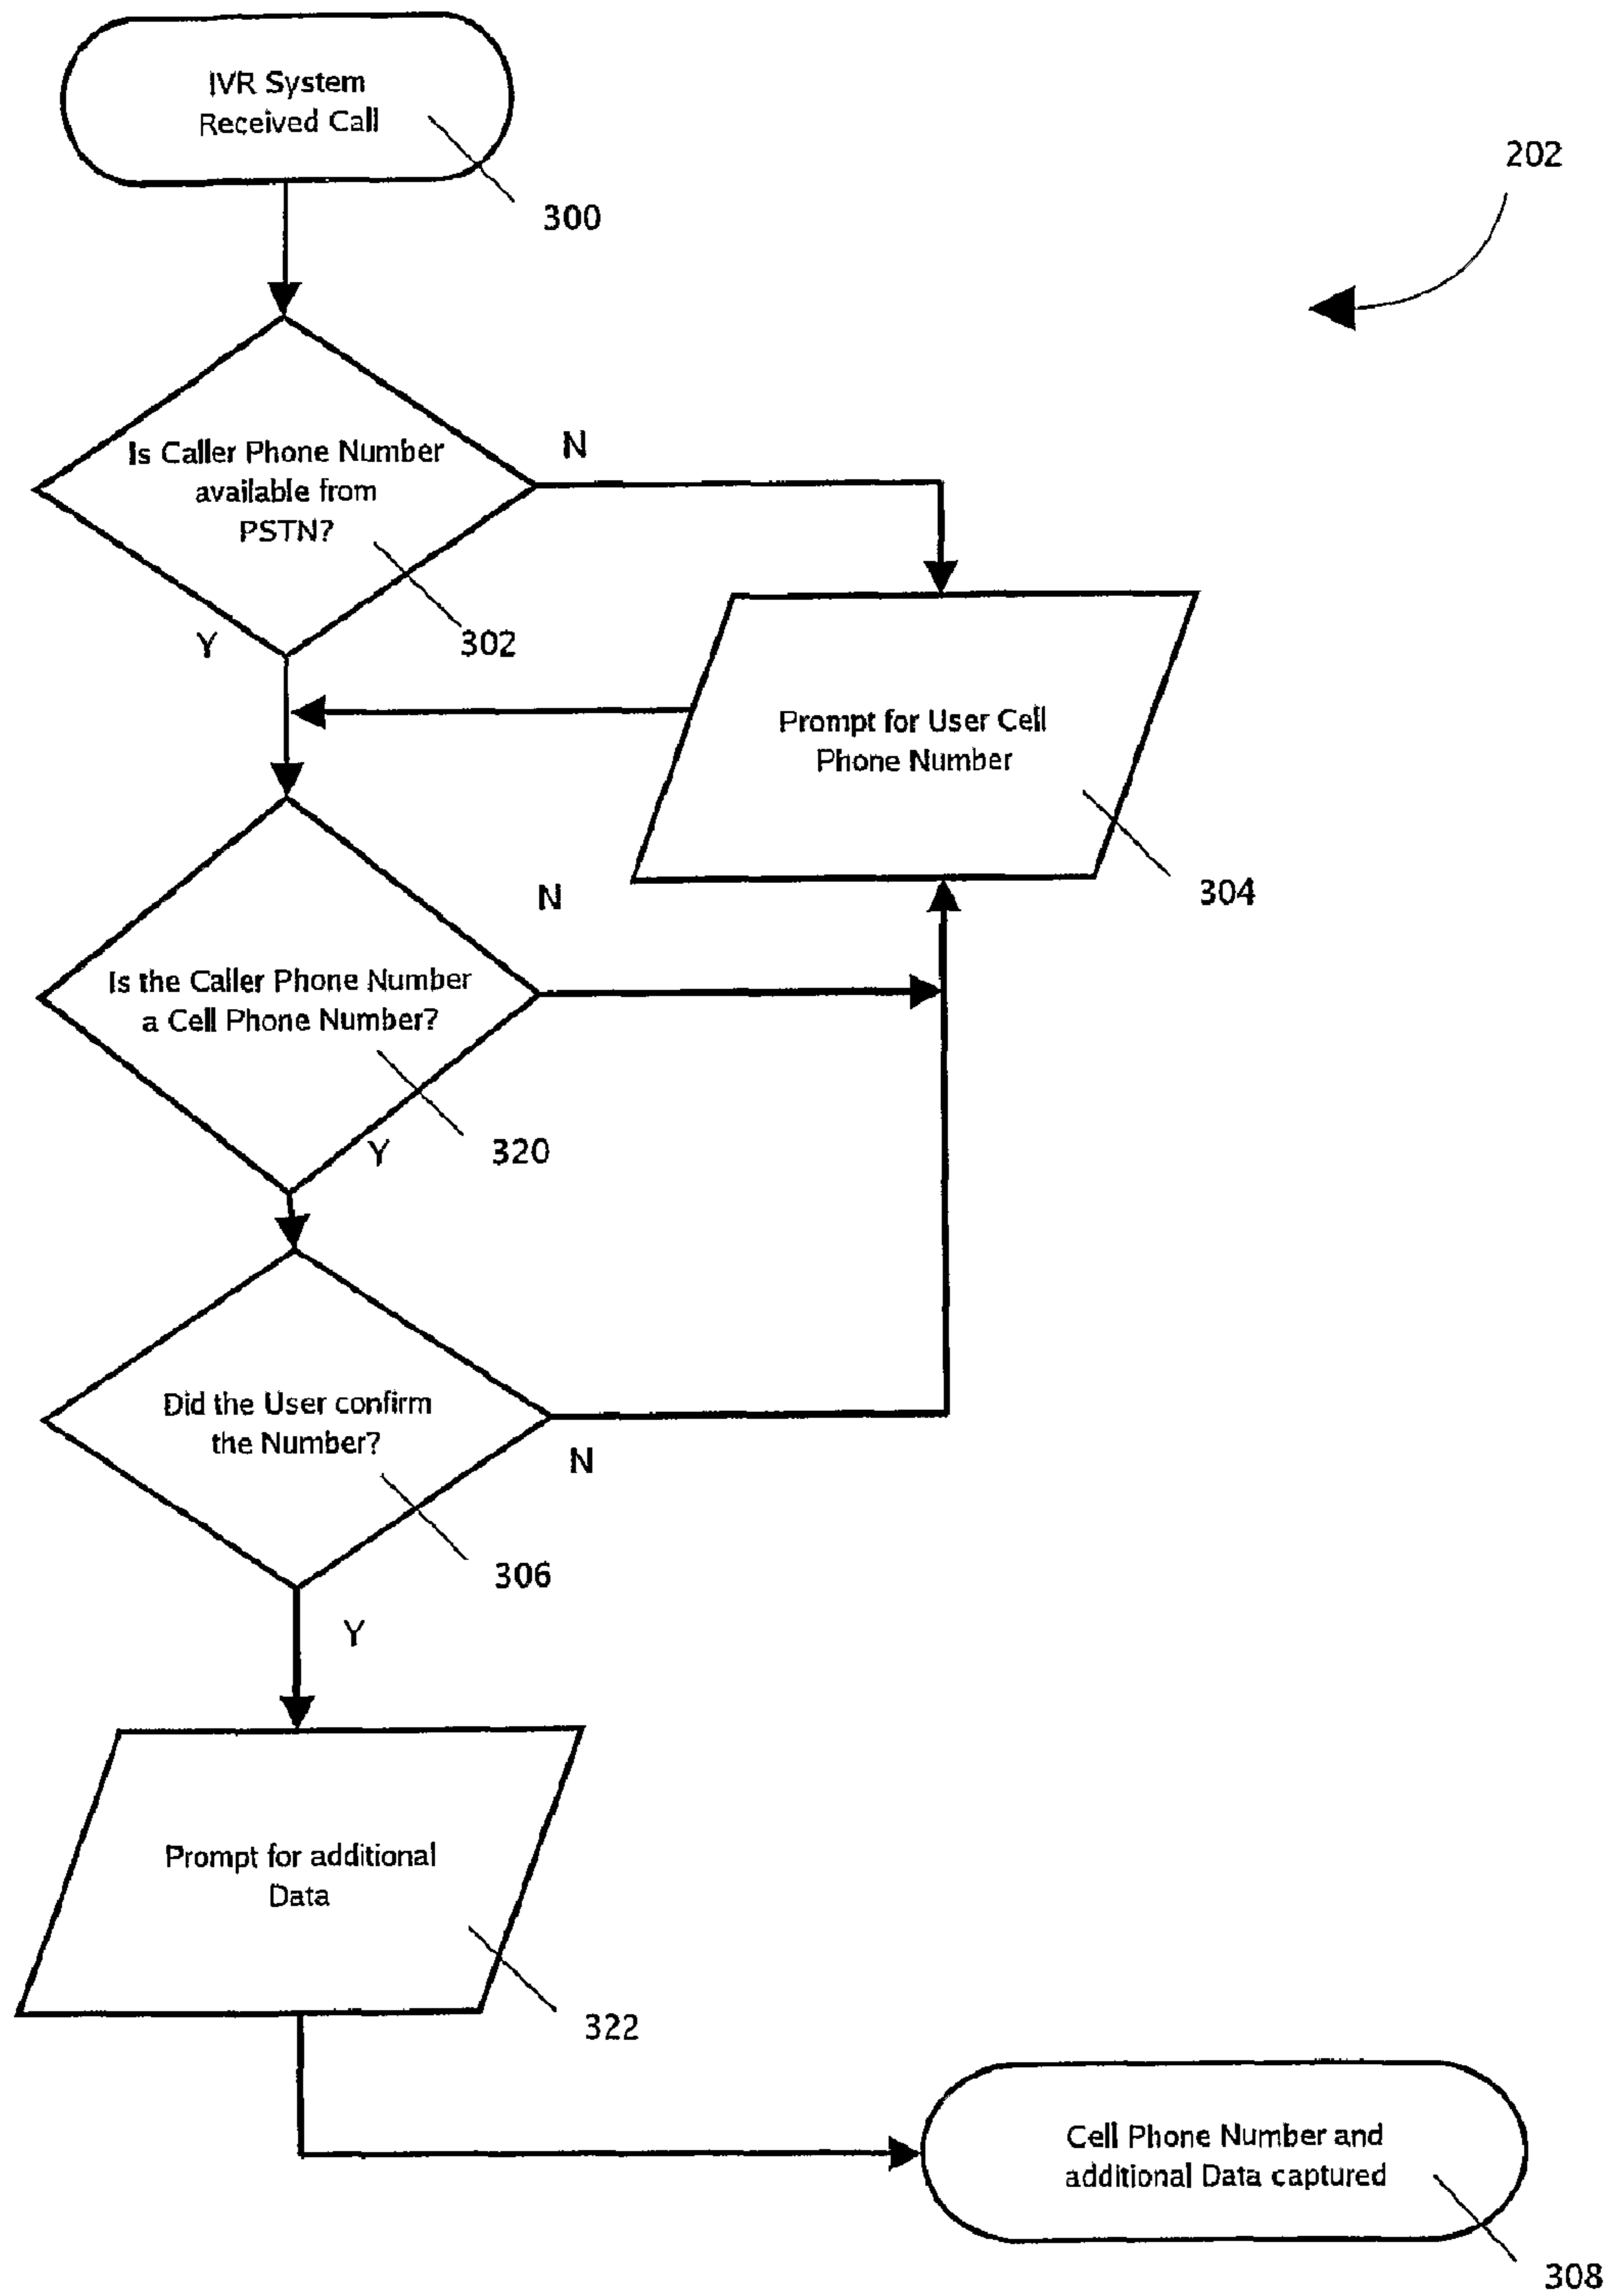 IVR System
Received Call
300
202
Is Caller Phone Number
available from
PSTN?
N
302
Y
Prompt for User Cell
Phone Number
304
N
Is the Caller Phone Number
a Cell Phone Number?
320
Y
Did the User confirm
the Number?
N
306
Y
Prompt for additional
Data
322
Cell Phone Number and
additional Data captured
308